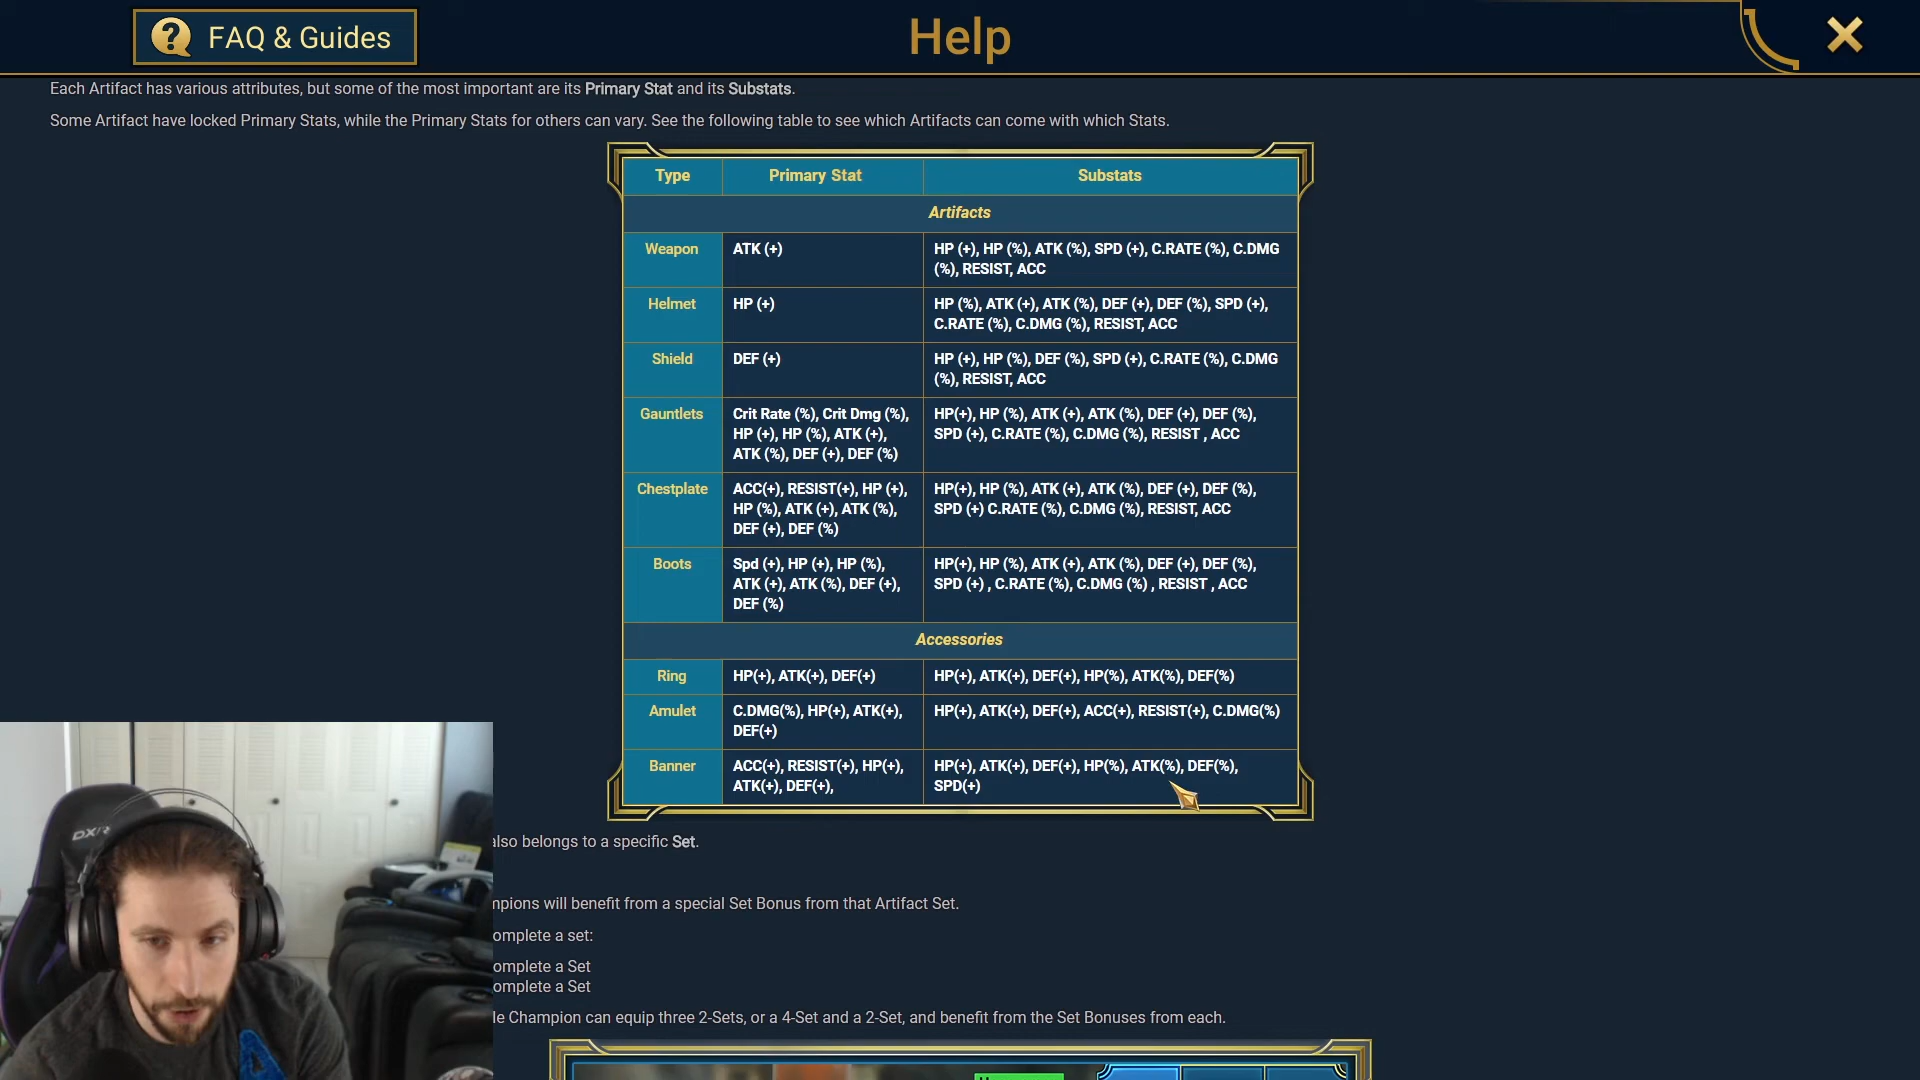 FAQ & Guides
Help
Each Artifact has various attributes, but some of the most important are its Primary Stat and its Substats.
Some Artifact have locked Primary Stats, while the Primary Stats for others can vary. See the following table to see which Artifacts can come with which Stats.
Type Primary Stat Substats
Artifacts
Weapon ATK (+) HP (+), HP (%), ATK (%), SPD (+), C.RATE (%), C.DMG
(%), RESIST, ACC
Helmet HP (+) HP (%), ATK (+), ATK (%), DEF (+), DEF (%), SPD (+),
C.RATE (%), C.DMG (%), RESIST, ACC
Shield DEF (+) HP (+), HP (%), DEF (%), SPD (+), C.RATE (%), C.DMG
(%), RESIST, ACC
Gauntlets Crit Rate (%), Crit Dmg (%), HP(+), HP (%), ATK (+), ATK (%), DEF (+), DEF (%),
HP (+), HP (%), ATK (+), SPD (+), C.RATE (%), C.DMG (%), RESIST , ACC
ATK (%), DEF (+), DEF (%)
Chestplate ACC(+), RESIST(+), HP (+), HP(+), HP (%), ATK (+), ATK (%), DEF (+), DEF (%),
HP (%), ATK (+), ATK (%), SPD (+) C.RATE (%), C.DMG (%), RESIST, ACC
DEF (+), DEF (%)
Boots Spd (+), HP (+), HP (%), HP(+), HP (%), ATK (+), ATK (%), DEF (+), DEF (%),
ATK (+), ATK (%), DEF (+), SPD (+) , C.RATE (%), C.DMG (%) , RESIST , ACC
DEF (%)
Accessories
Ring HP(+), ATK(+), DEF(+) HP(+), ATK(+), DEF(+), HP(%), ATK(%), DEF(%)
Amulet C.DMG(%), HP(+), ATK(+), HP(+), ATK(+), DEF(+), ACC(+), RESIST(+), C.DMG(%)
DEF(+)
Banner ACC(+), RESIST(+), HP(+), HP(+), ATK(+), DEF(+), HP(%), ATK(%), DEF(%),
ATK(+), DEF(+), SPD(+)
also belongs to a specific Set.
mpions will benefit from a special Set Bonus from that Artifact Set.
omplete a set:
omplete a Set
omplete a Set
le Champion can equip three 2-Sets, or a 4-Set and a 2-Set, and benefit from the Set Bonuses from each.